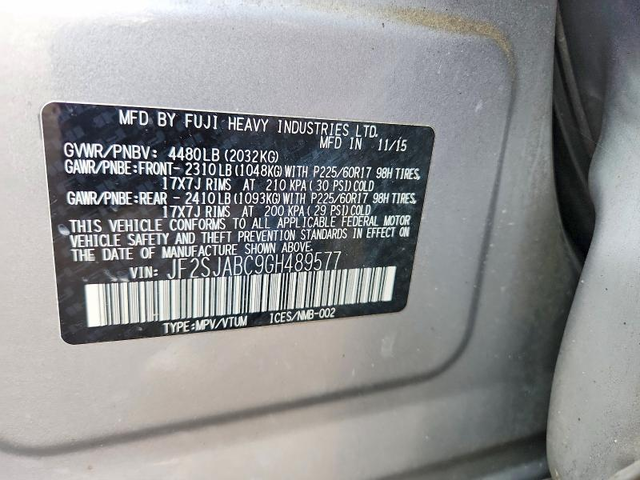 MFD BY FUJI HEAVY INDUSTRIES LTD.
MFD IN 11/15
GVWR/PNBV: 4480LB (2032KG)
GAWR/PNBE:FRONT- 2310LB (1048KG) WITH P225/60R17 98H TIRES,
17X7J RIMS AT 210 KPA( 30 PSI) COLD
GAWR/PNBE:REAR - 2410LB (1093KG) WITH P225/60R17 98H TIRES,
17X7J RIMS AT 200 KPA( 29 PSI) COLD
THIS VEHICLE CONFORMS TO ALL APPLICABLE FEDERAL MOTOR
VEHICLE SAFETY AND THEFT PREVENTION STANDARDS IN EFFECT ON
THE DATE OF MANUFACTURE SHOWN ABOVE.
VIN: JF2SJABC9GH489577
TYPE:MPV/VTUM ICES/NMB-002